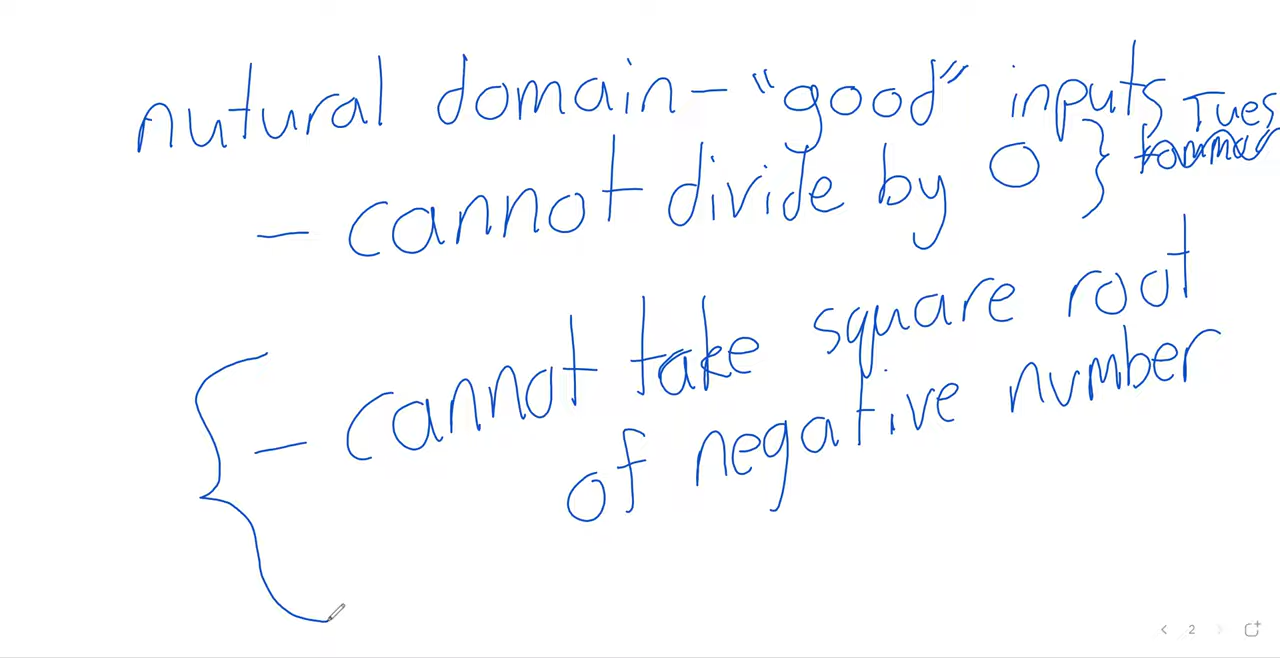 nutural domain - "good" inputs
- cannot divide by 0 } Tues
- cannot take square root
of negative number
2